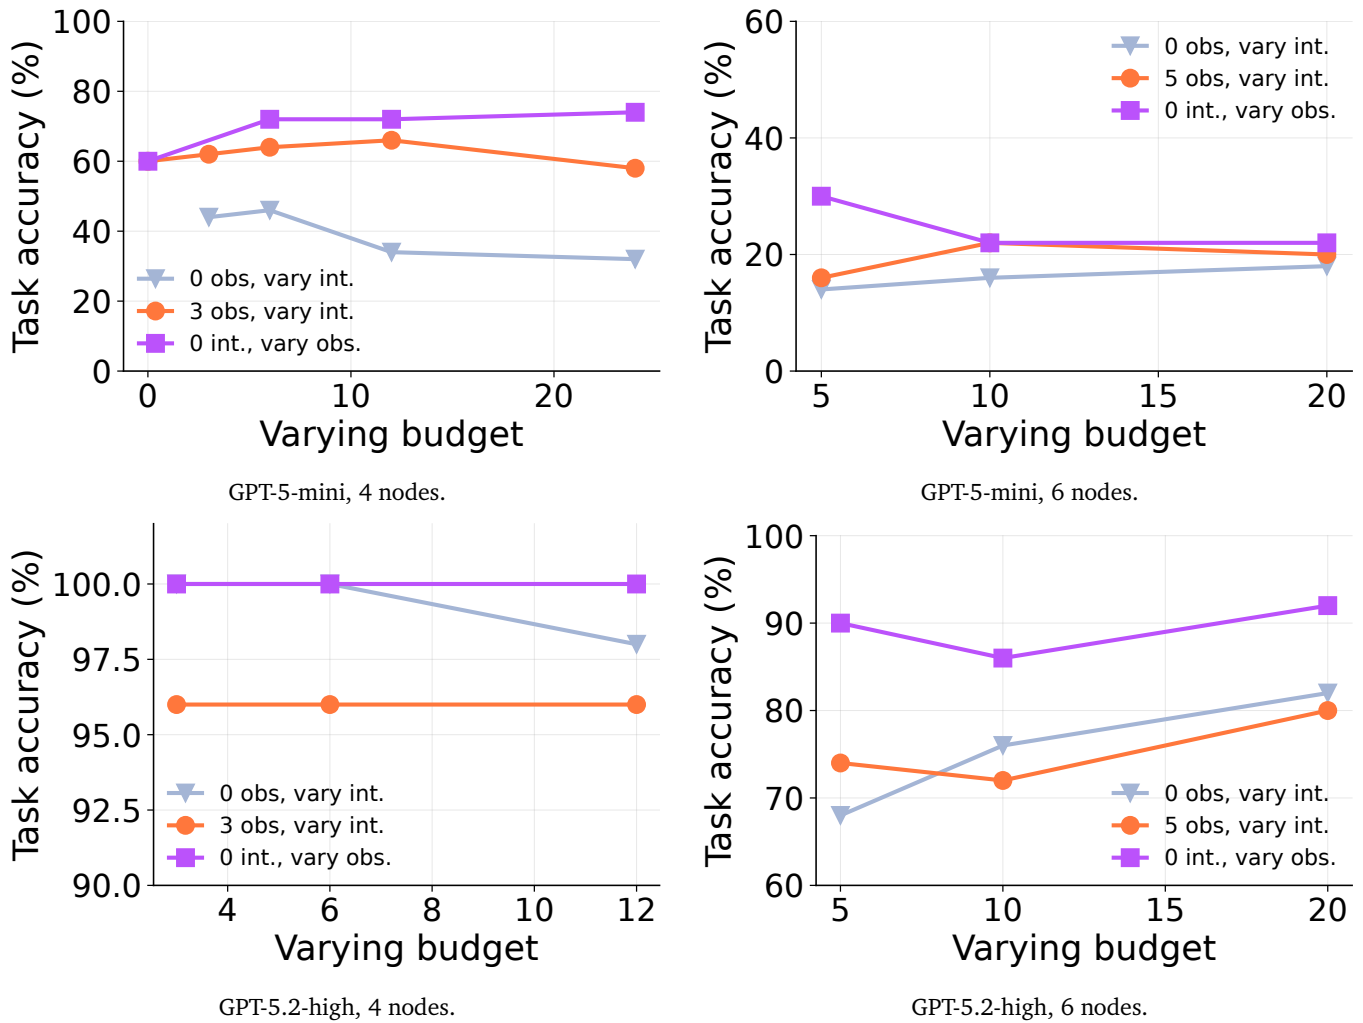 100
80
60
40
20
0
Task accuracy (%)
0 obs, vary int.
3 obs, vary int.
0 int., vary obs.
0 10 20
Varying budget
GPT-5-mini, 4 nodes.
60
40
20
0
Task accuracy (%)
0 obs, vary int.
5 obs, vary int.
0 int., vary obs.
5 10 15 20
Varying budget
GPT-5-mini, 6 nodes.
100.0
97.5
95.0
92.5
90.0
Task accuracy (%)
0 obs, vary int.
3 obs, vary int.
0 int., vary obs.
4 6 8 10 12
Varying budget
GPT-5.2-high, 4 nodes.
100
90
80
70
60
Task accuracy (%)
0 obs, vary int.
5 obs, vary int.
0 int., vary obs.
5 10 15 20
Varying budget
GPT-5.2-high, 6 nodes.